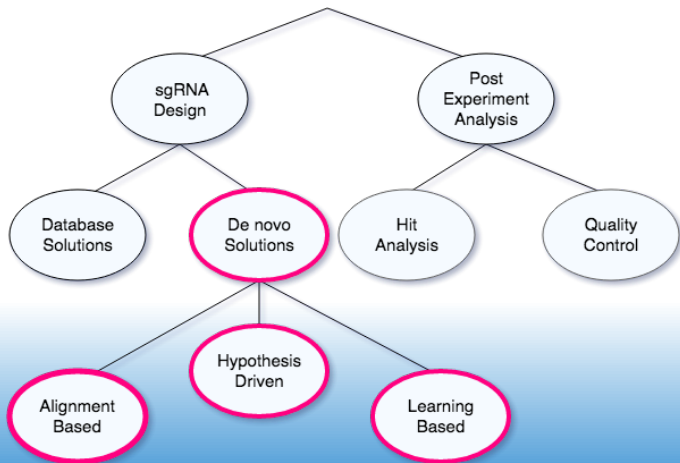 sgRNA
Design
Post
Experiment
Analysis
Database
Solutions
De novo
Solutions
Hit
Analysis
Quality
Control
Hypothesis
Driven
Alignment
Based
Learning
Based